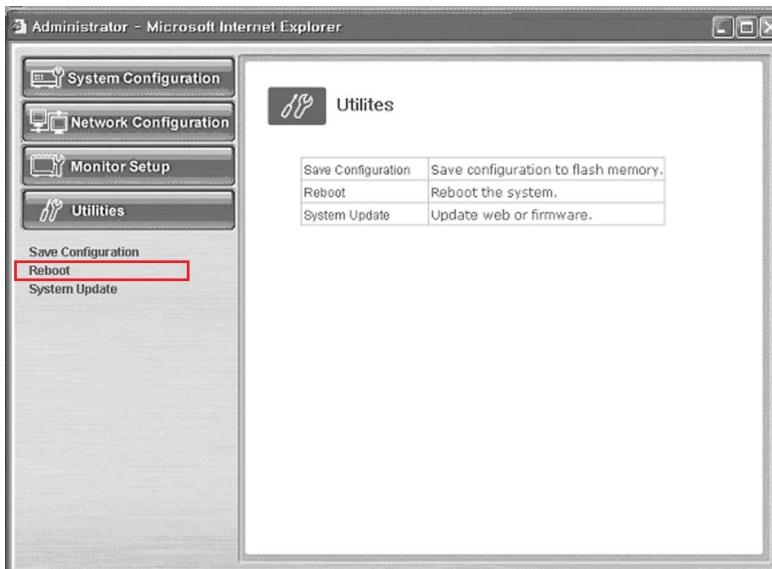 Administrator - Microsoft Internet Explorer
System Configuration
Network Configuration
Monitor Setup
Utilities
Save Configuration
Reboot
System Update
Utilites
Save Configuration Save configuration to flash memory.
Reboot Reboot the system.
System Update Update web or firmware.